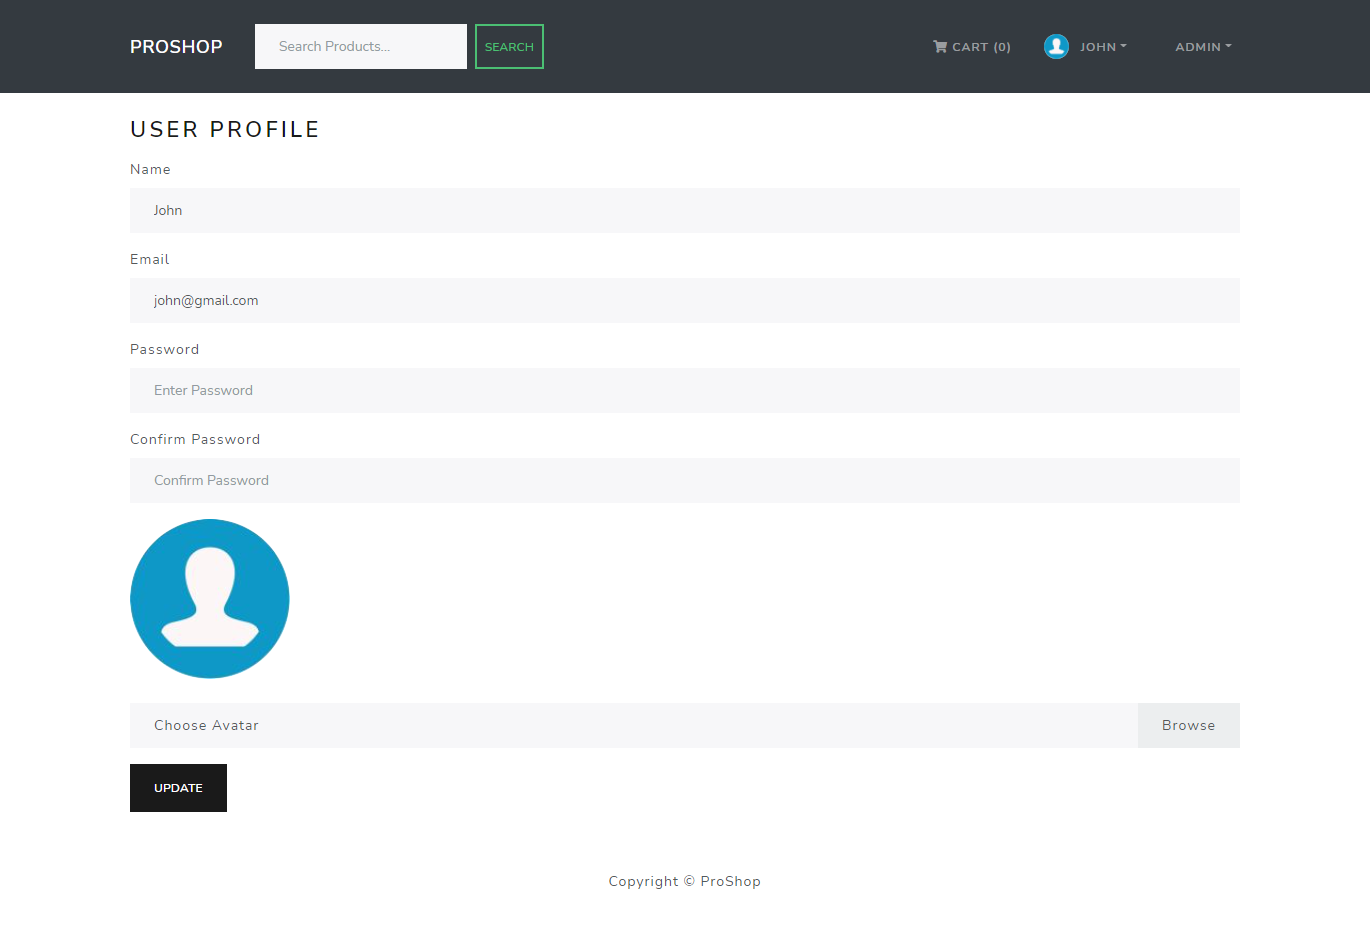 PROSHOP
Search Products...
SEARCH
CART (0)
JOHN
ADMIN
USER PROFILE
Name
John
Email
john@gmail.com
Password
Enter Password
Confirm Password
Confirm Password
Choose Avatar
Browse
UPDATE
Copyright © ProShop